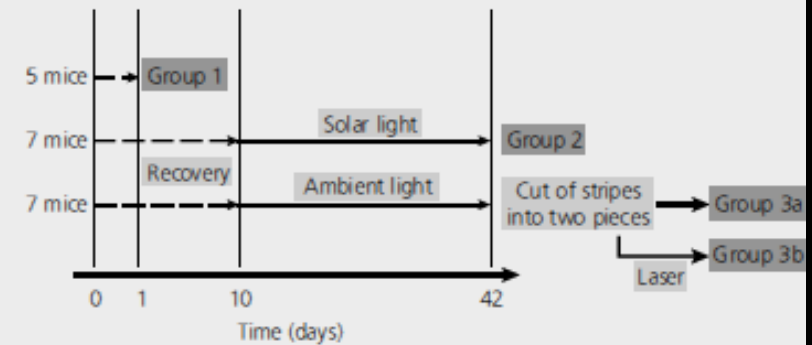 5 mice
Group 1
7 mice
Solar light
Group 2
Recovery
7 mice
Ambient light
Cut of stripes
into two pieces
Group 3a
Group 3b
Laser
0 1 10 42
Time (days)